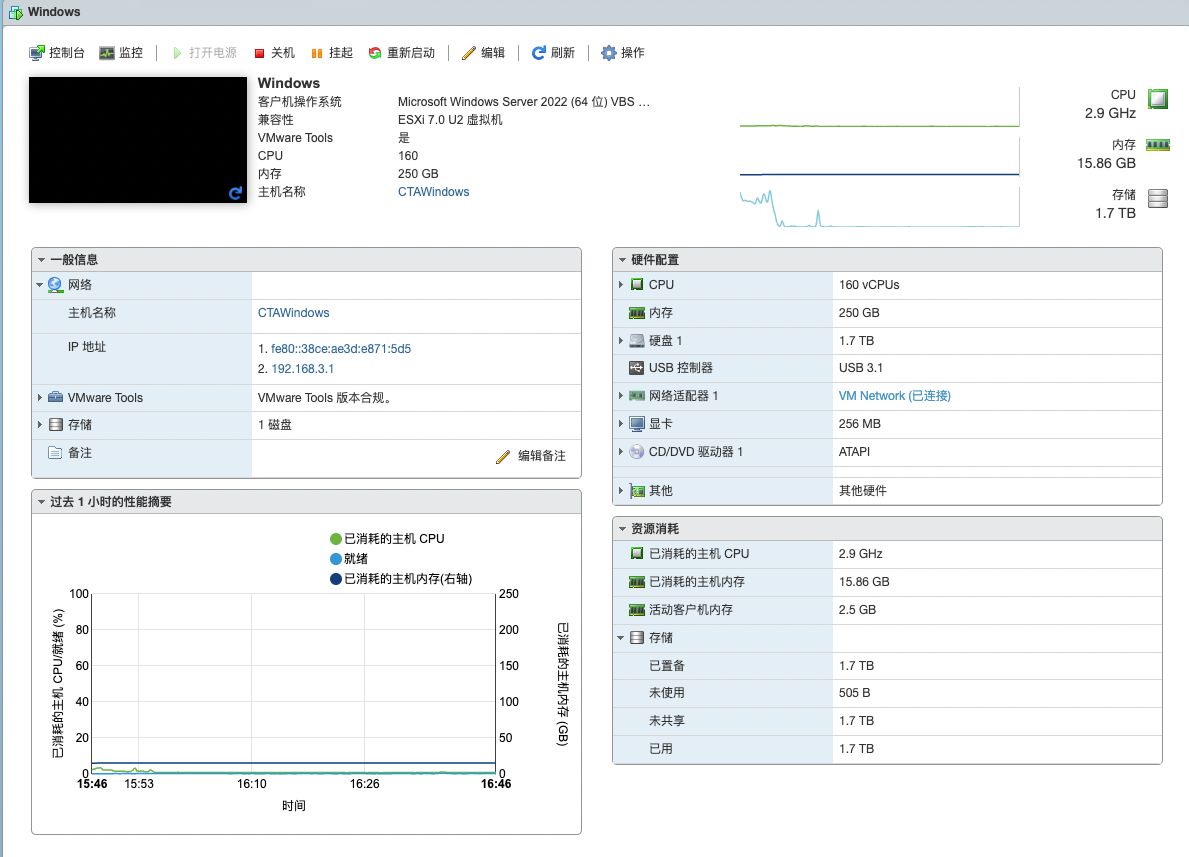 Windows
控制台 监控 打开电源 关机 挂起 重新启动 编辑 刷新 操作
Windows
客户机操作系统 Microsoft Windows Server 2022 (64 位) VBS …
兼容性 ESXi 7.0 U2 虚拟机
VMware Tools 是
CPU 160
内存 250 GB
主机名称 CTAWindows
CPU
2.9 GHz
内存
15.86 GB
存储
1.7 TB
一般信息
网络
主机名称 CTAWindows
IP 地址 1. fe80::38ce:ae3d:e871:5d5
2. 192.168.3.1
VMware Tools VMware Tools 版本合规。
存储 1 磁盘
备注 编辑备注
过去 1 小时的性能摘要
已消耗的主机 CPU
就绪
已消耗的主机内存(右轴)
已消耗的主机 CPU/就绪 (%)
100
80
60
40
20
0
250
200
150
100
50
0
已消耗的主机内存 (GB)
15:46 15:53 16:10 16:26 16:46
时间
硬件配置
CPU 160 vCPUs
内存 250 GB
硬盘 1 1.7 TB
USB 控制器 USB 3.1
网络适配器 1 VM Network (已连接)
显卡 256 MB
CD/DVD 驱动器 1 ATAPI
其他 其他硬件
资源消耗
已消耗的主机 CPU 2.9 GHz
已消耗的主机内存 15.86 GB
活动客户机内存 2.5 GB
存储
已置备 1.7 TB
未使用 505 B
未共享 1.7 TB
已用 1.7 TB